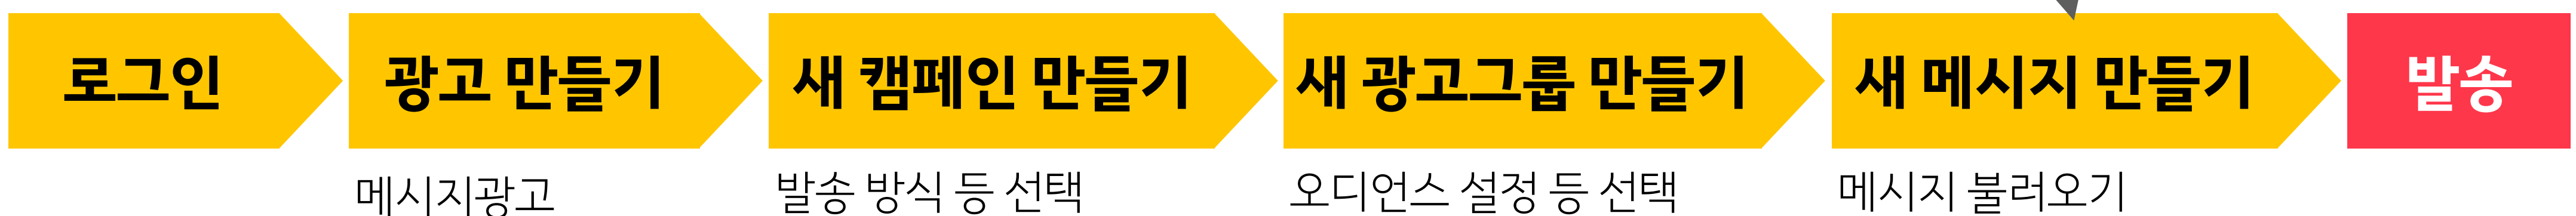 로그인
광고 만들기
메시지광고
새 캠페인 만들기
발송 방식 등 선택
새 광고그룹 만들기
오디언스 설정 등 선택
새 메시지 만들기
메시지 불러오기
발송